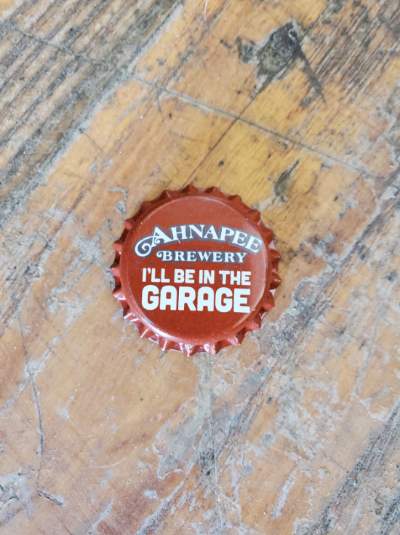 AHNAPEE
BREWERY
I'LL BE IN THE
GARAGE